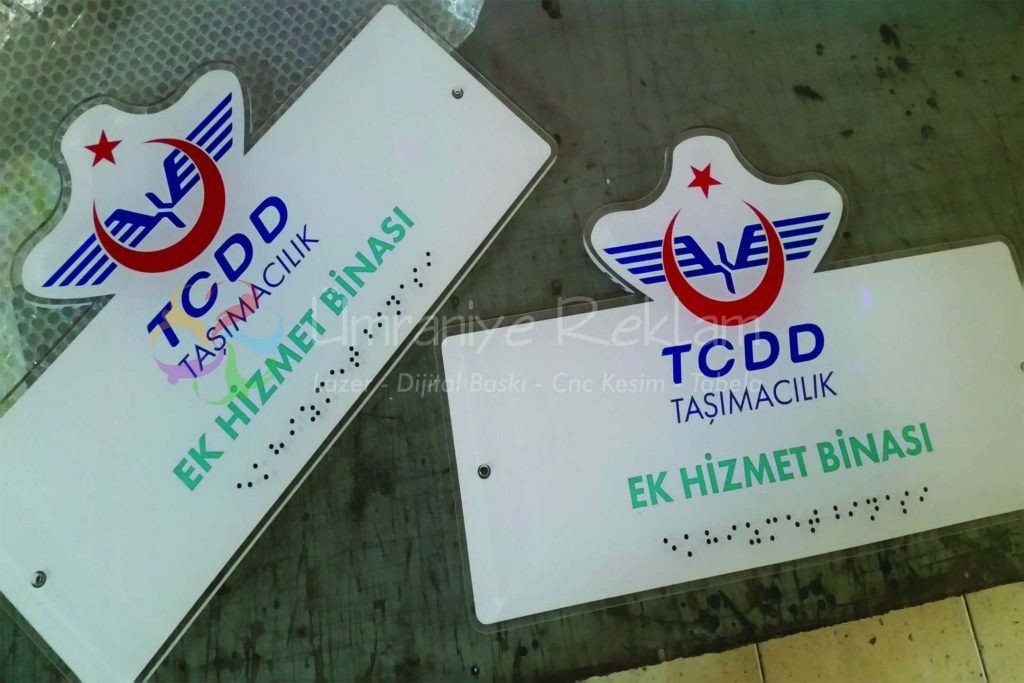 TCDD
TAŞIMACILIK
EK HİZMET BİNASI
TCDD
TAŞIMACILIK
EK HİZMET BİNASI
Ümraniye Reklam
Lazer - Dijital Baskı - Cnc Kesim - Tabela